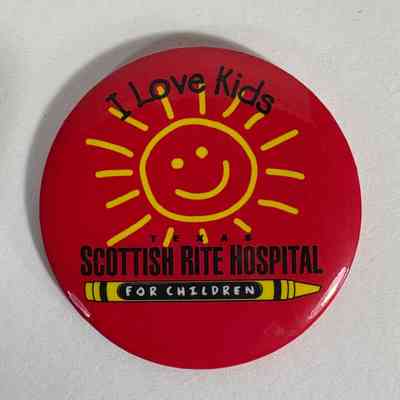 I Love Kids
TEXAS
SCOTTISH RITE HOSPITAL
FOR CHILDREN